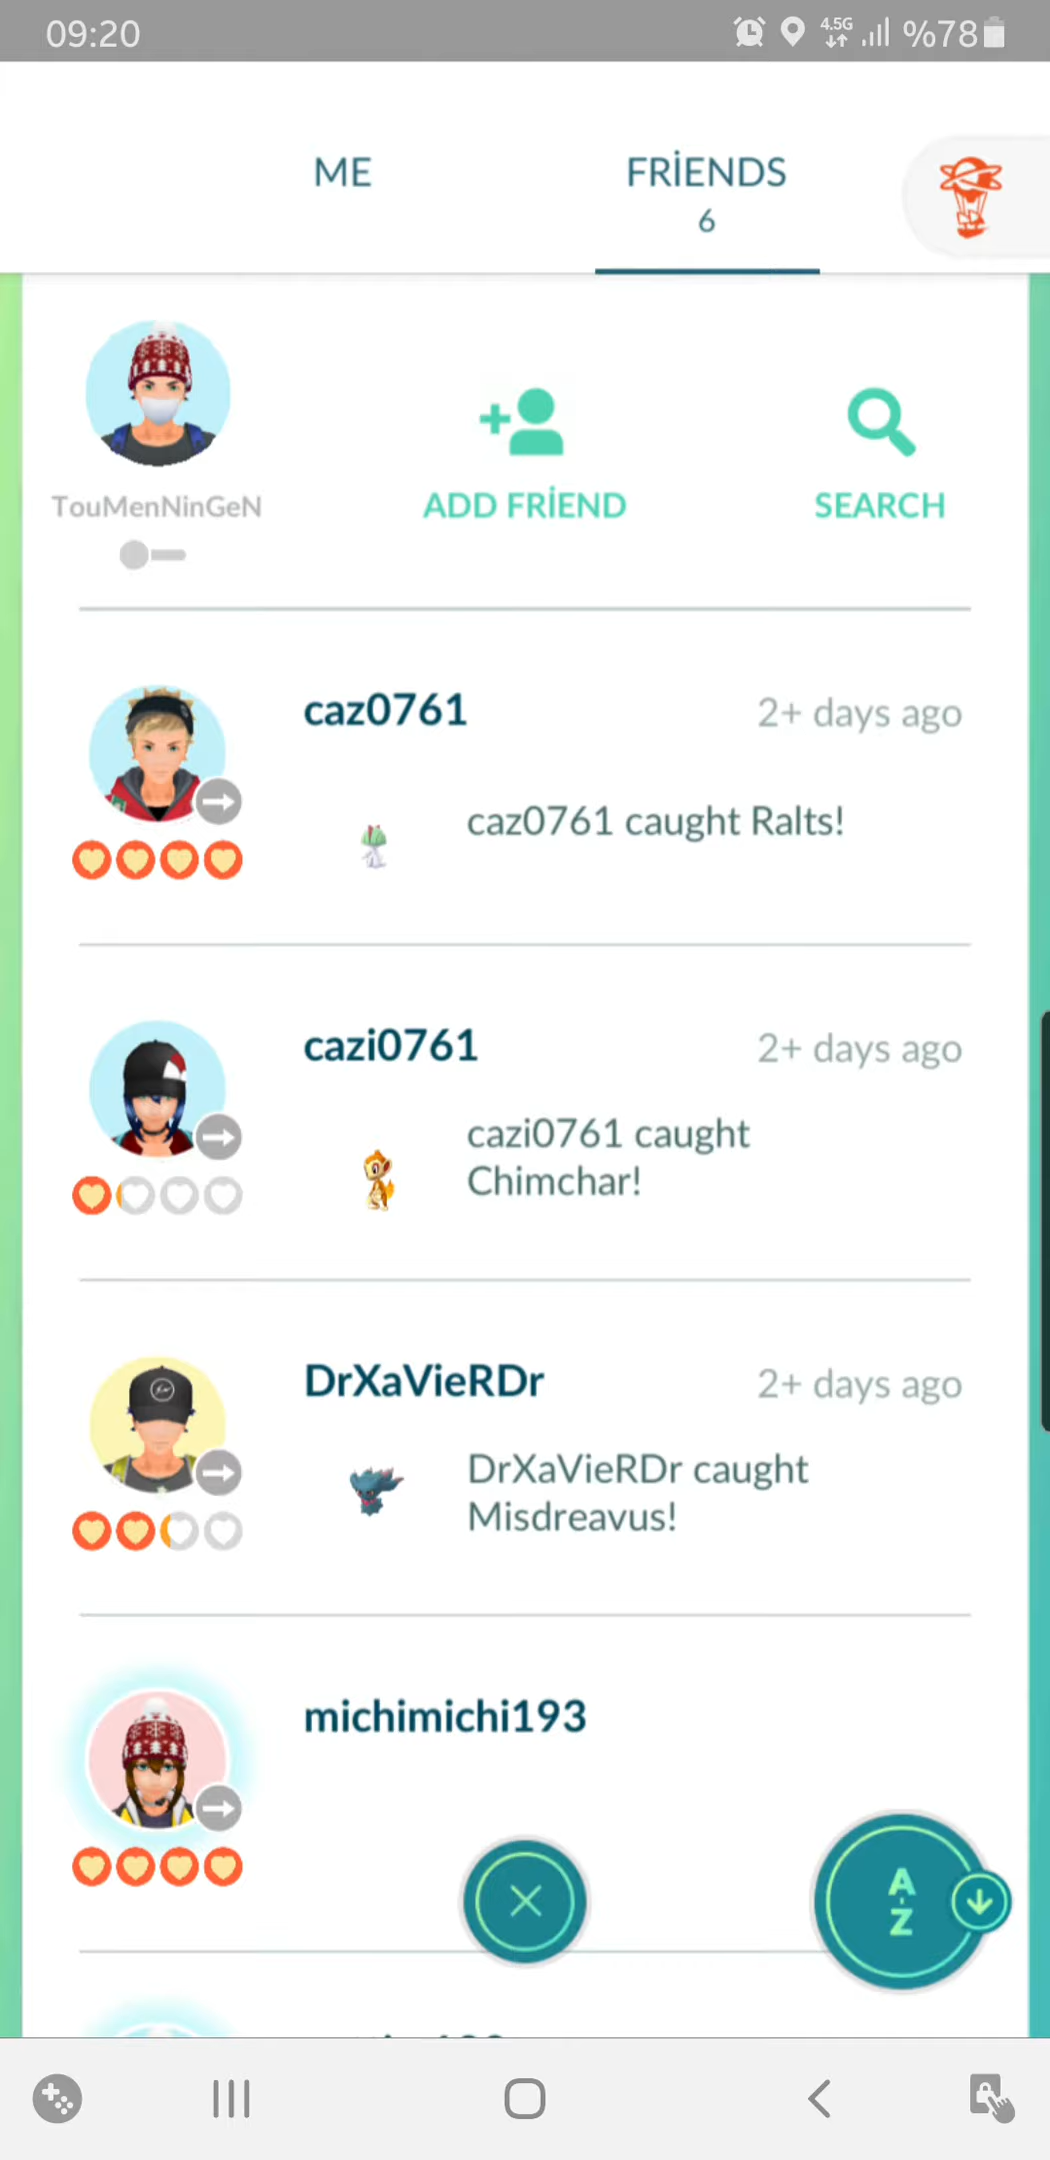 09:20
4.5G %78
ME
FRİENDS
6
TouMenNinGeN
ADD FRİEND
SEARCH
caz0761
2+ days ago
caz0761 caught Ralts!
cazi0761
2+ days ago
cazi0761 caught
Chimchar!
DrXaVieRDr
2+ days ago
DrXaVieRDr caught
Misdreavus!
michimichi193
A-Z